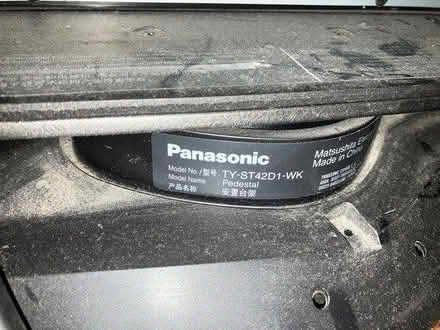 Panasonic
Model No. / 型号 TY-ST42D1-WK
Model Name Pedestal
产品名称 安置台架
Matsushita
Made in China